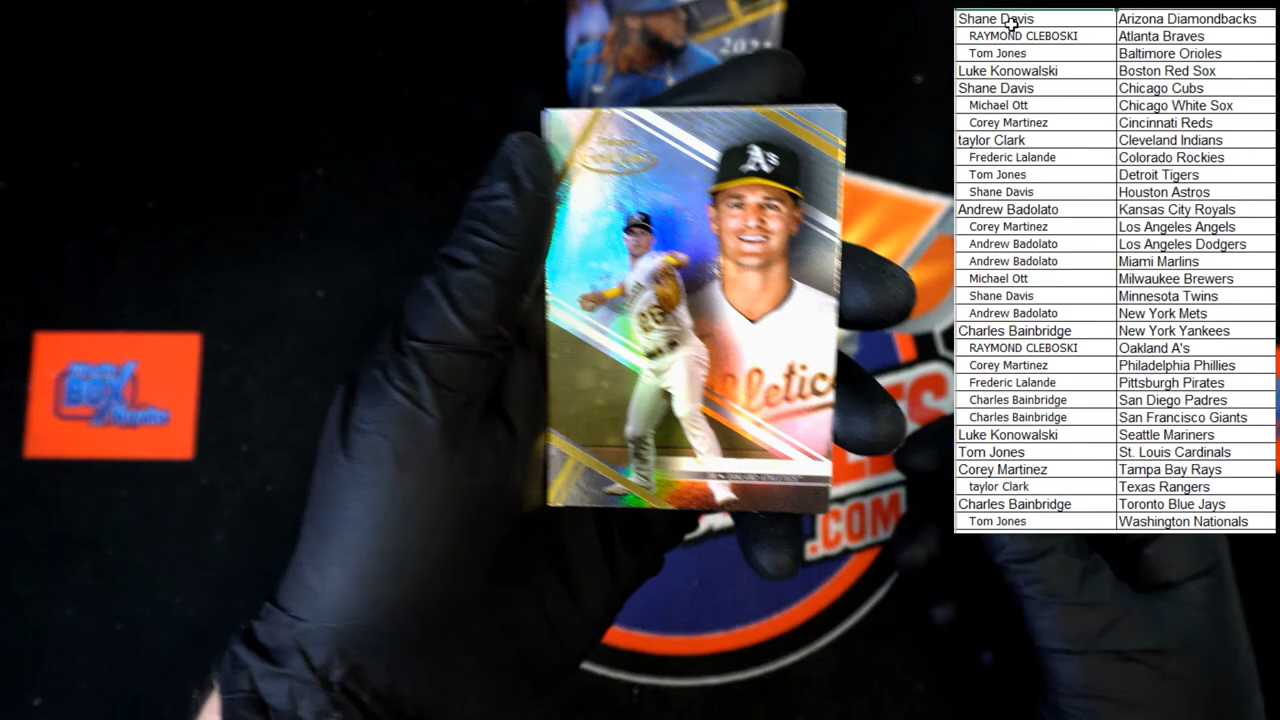 Shane Davis Arizona Diamondbacks
RAYMOND CLEBOSKI Atlanta Braves
Tom Jones Baltimore Orioles
Luke Konowalski Boston Red Sox
Shane Davis Chicago Cubs
Michael Ott Chicago White Sox
Corey Martinez Cincinnati Reds
taylor Clark Cleveland Indians
Frederic Lalande Colorado Rockies
Tom Jones Detroit Tigers
Shane Davis Houston Astros
Andrew Badolato Kansas City Royals
Corey Martinez Los Angeles Angels
Andrew Badolato Los Angeles Dodgers
Andrew Badolato Miami Marlins
Michael Ott Milwaukee Brewers
Shane Davis Minnesota Twins
Andrew Badolato New York Mets
Charles Bainbridge New York Yankees
RAYMOND CLEBOSKI Oakland A's
Corey Martinez Philadelphia Phillies
Frederic Lalande Pittsburgh Pirates
Charles Bainbridge San Diego Padres
Charles Bainbridge San Francisco Giants
Luke Konowalski Seattle Mariners
Tom Jones St. Louis Cardinals
Corey Martinez Tampa Bay Rays
taylor Clark Texas Rangers
Charles Bainbridge Toronto Blue Jays
Tom Jones Washington Nationals
A's
BOX
.COM